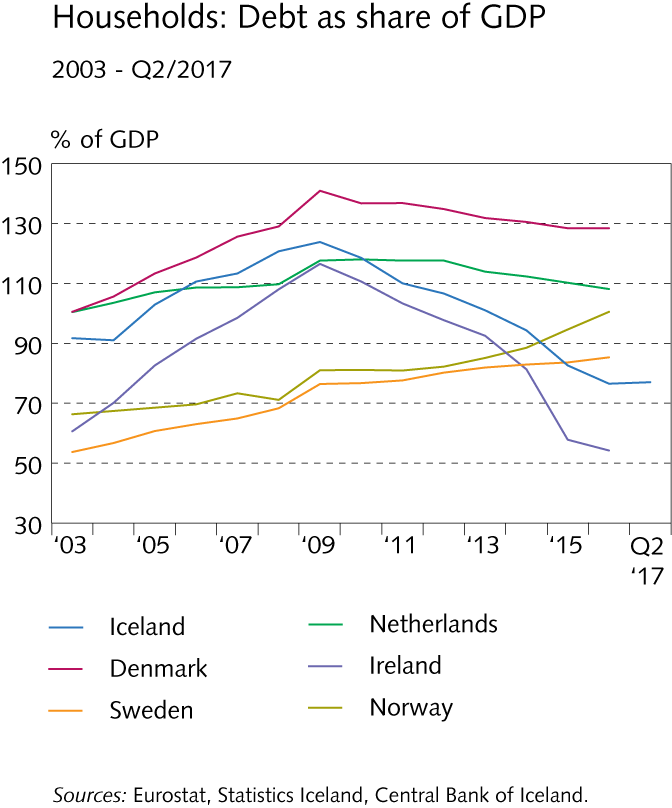 Households: Debt as share of GDP
2003 - Q2/2017
% of GDP
150
130
110
90
70
50
30
‘03 ‘05 ‘07 ‘09 ‘11 ‘13 ‘15 Q2
‘17
Iceland Netherlands
Denmark Ireland
Sweden Norway
Sources: Eurostat, Statistics Iceland, Central Bank of Iceland.